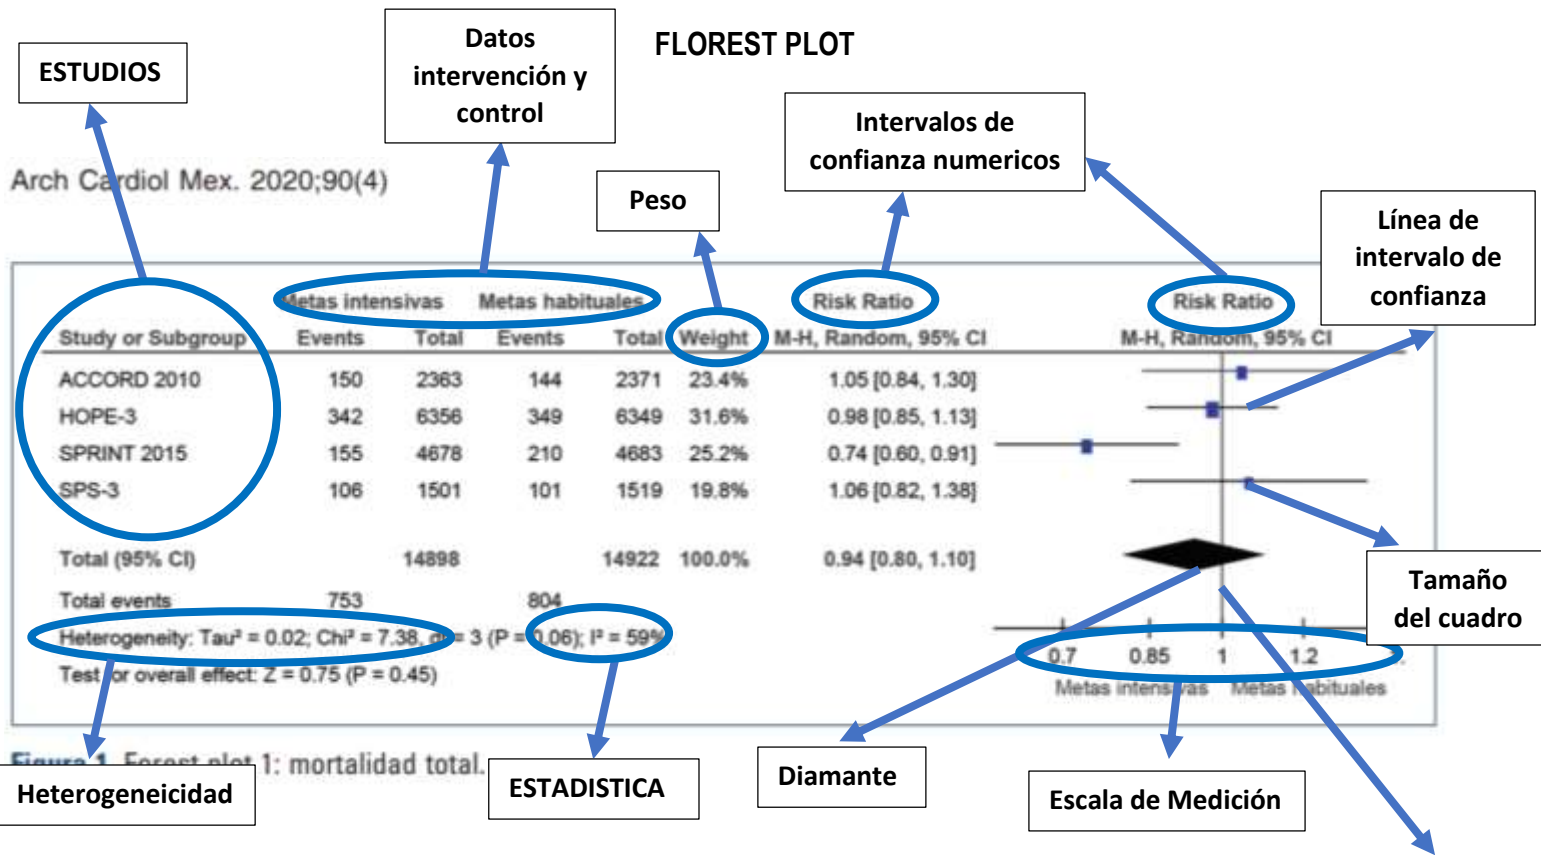 FLOREST PLOT
ESTUDIOS
Datos
intervención y
control
Intervalos de
confianza numericos
Arch Cardiol Mex. 2020;90(4)
Peso
Línea de
intervalo de
confianza
Metas intensivas Metas habituales Risk Ratio Risk Ratio
Study or Subgroup Events Total Events Total Weight M-H, Random, 95% CI M-H, Random, 95% CI
ACCORD 2010 150 2363 144 2371 23.4% 1.05 [0.84, 1.30]
HOPE-3 342 6356 349 6349 31.6% 0.98 [0.85, 1.13]
SPRINT 2015 155 4678 210 4683 25.2% 0.74 [0.60, 0.91]
SPS-3 106 1501 101 1519 19.8% 1.06 [0.82, 1.38]
Total (95% CI) 14898 14922 100.0% 0.94 [0.80, 1.10]
Total events 753 804
Heterogeneity: Tau² = 0.02; Chi² = 7.38, df = 3 (P = 0.06); I² = 59%
Test for overall effect: Z = 0.75 (P = 0.45)
0.7 0.85 1 1.2
Metas intensivas Metas habituales
Tamaño
del cuadro
Figura 1. Forest plot 1: mortalidad total.
Heterogeneicidad
ESTADISTICA
Diamante
Escala de Medición